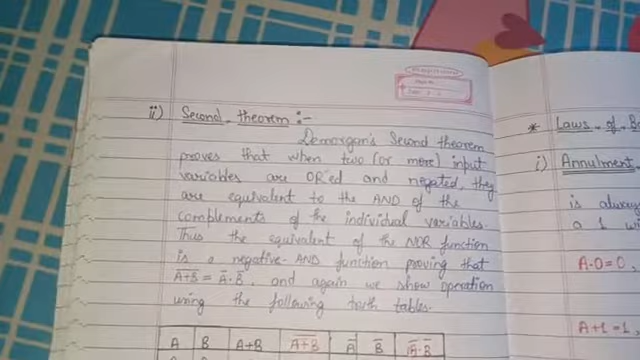 ii) Second theorem :-
Demorgan's Second theorem
proves that when two (or more) input
variables are OR'ed and negated, they
are equivalent to the AND of the
complements of the individual variables.
Thus the equivalent of the NOR function
is a negative-AND function proving that
A̅+̅B̅ = A̅·B̅, and again we show operation
using the following truth tables.
A B A+B A̅+̅B̅ A̅ B̅ A̅·B̅
* Laws of
i) Annulment
is always
a 1
A·0=0,
A+1=1,